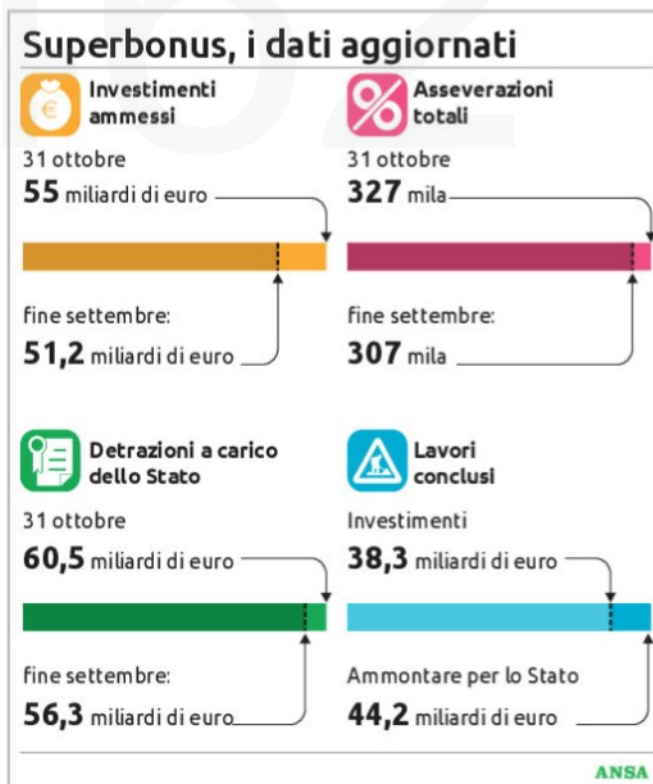 Superbonus, i dati aggiornati
Investimenti
ammessi
31 ottobre
55 miliardi di euro
fine settembre:
51,2 miliardi di euro
Asseverazioni
totali
31 ottobre
327 mila
fine settembre:
307 mila
Detrazioni a carico
dello Stato
31 ottobre
60,5 miliardi di euro
fine settembre:
56,3 miliardi di euro
Lavori
conclusi
Investimenti
38,3 miliardi di euro
Ammontare per lo Stato
44,2 miliardi di euro
ANSA